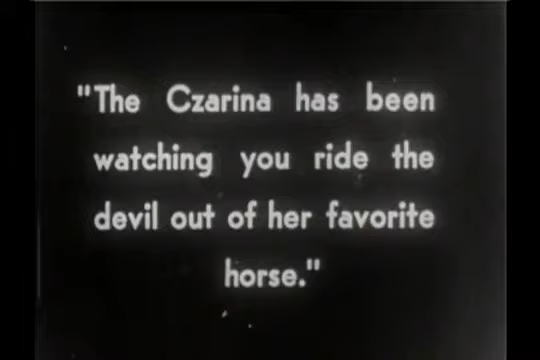 "The Czarina has been
watching you ride the
devil out of her favorite
horse."